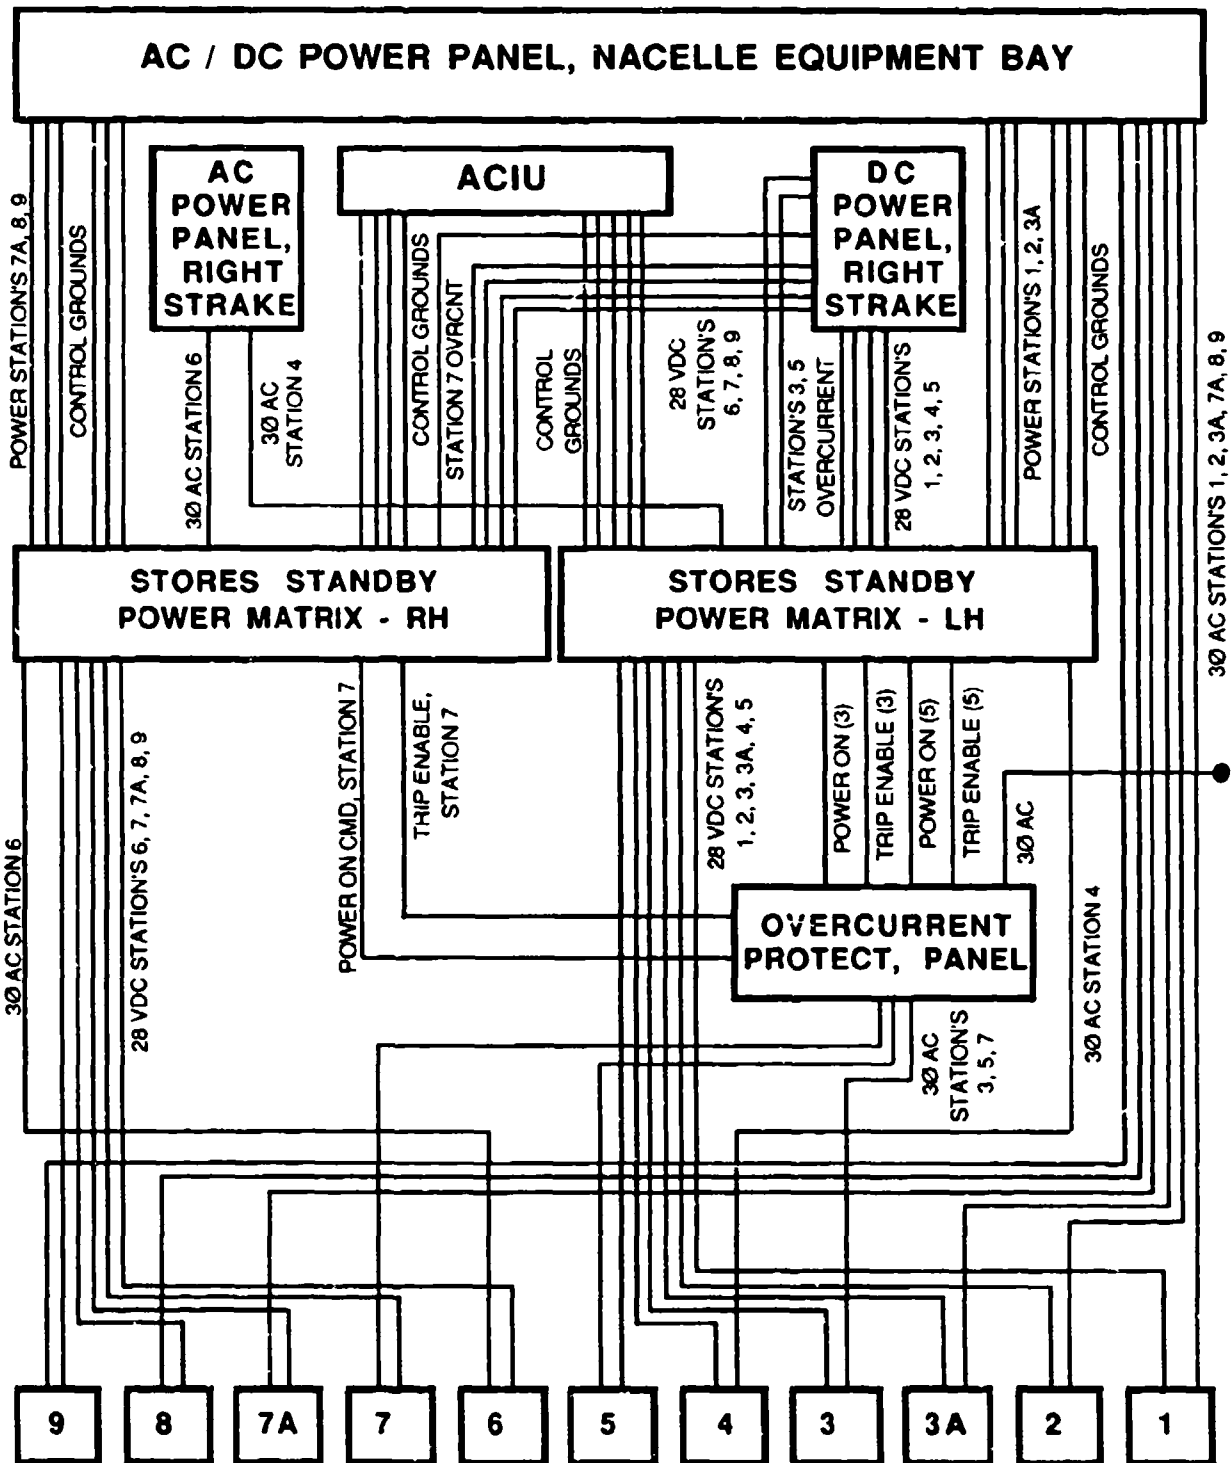 AC / DC POWER PANEL, NACELLE EQUIPMENT BAY
POWER STATION'S 7A, 8, 9
CONTROL GROUNDS
AC
POWER
PANEL,
RIGHT
STRAKE
ACIU
DC
POWER
PANEL,
RIGHT
STRAKE
3Ø AC STATION 6
3Ø AC
STATION 4
CONTROL GROUNDS
STATION 7 OVRCNT
CONTROL
GROUNDS
28 VDC
STATION'S
6, 7, 8, 9
STATION'S 3, 5
OVERCURRENT
28 VDC STATION'S
1, 2, 3, 4, 5
POWER STATION'S 1, 2, 3A
CONTROL GROUNDS
3Ø AC STATION'S 1, 2, 3A, 7A, 8, 9
STORES STANDBY
POWER MATRIX - RH
STORES STANDBY
POWER MATRIX - LH
3Ø AC STATION 6
28 VDC STATION'S 6, 7, 7A, 8, 9
POWER ON CMD, STATION 7
TRIP ENABLE,
STATION 7
28 VDC STATION'S
1, 2, 3, 3A, 4, 5
POWER ON (3)
TRIP ENABLE (3)
POWER ON (5)
TRIP ENABLE (5)
3Ø AC
3Ø AC STATION 4
OVERCURRENT
PROTECT, PANEL
3Ø AC
STATION'S
3, 5, 7
9
8
7A
7
6
5
4
3
3A
2
1